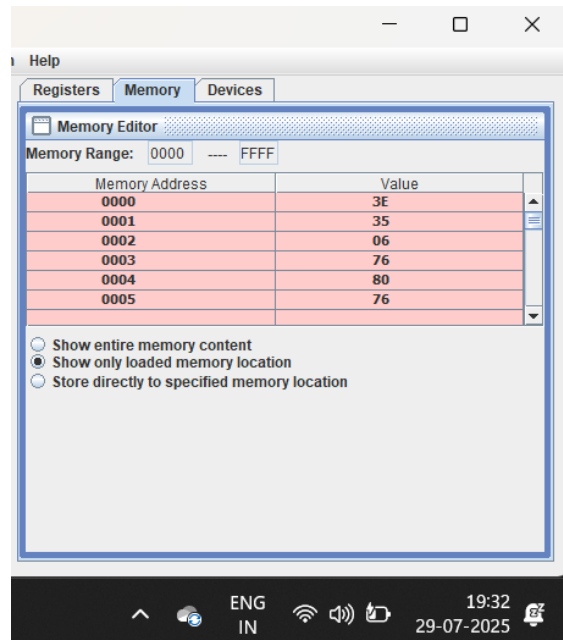 Help
Registers Memory Devices
Memory Editor
Memory Range: 0000 ---- FFFF
Memory Address Value
0000 3E
0001 35
0002 06
0003 76
0004 80
0005 76
Show entire memory content
Show only loaded memory location
Store directly to specified memory location
ENG 19:32
IN 29-07-2025